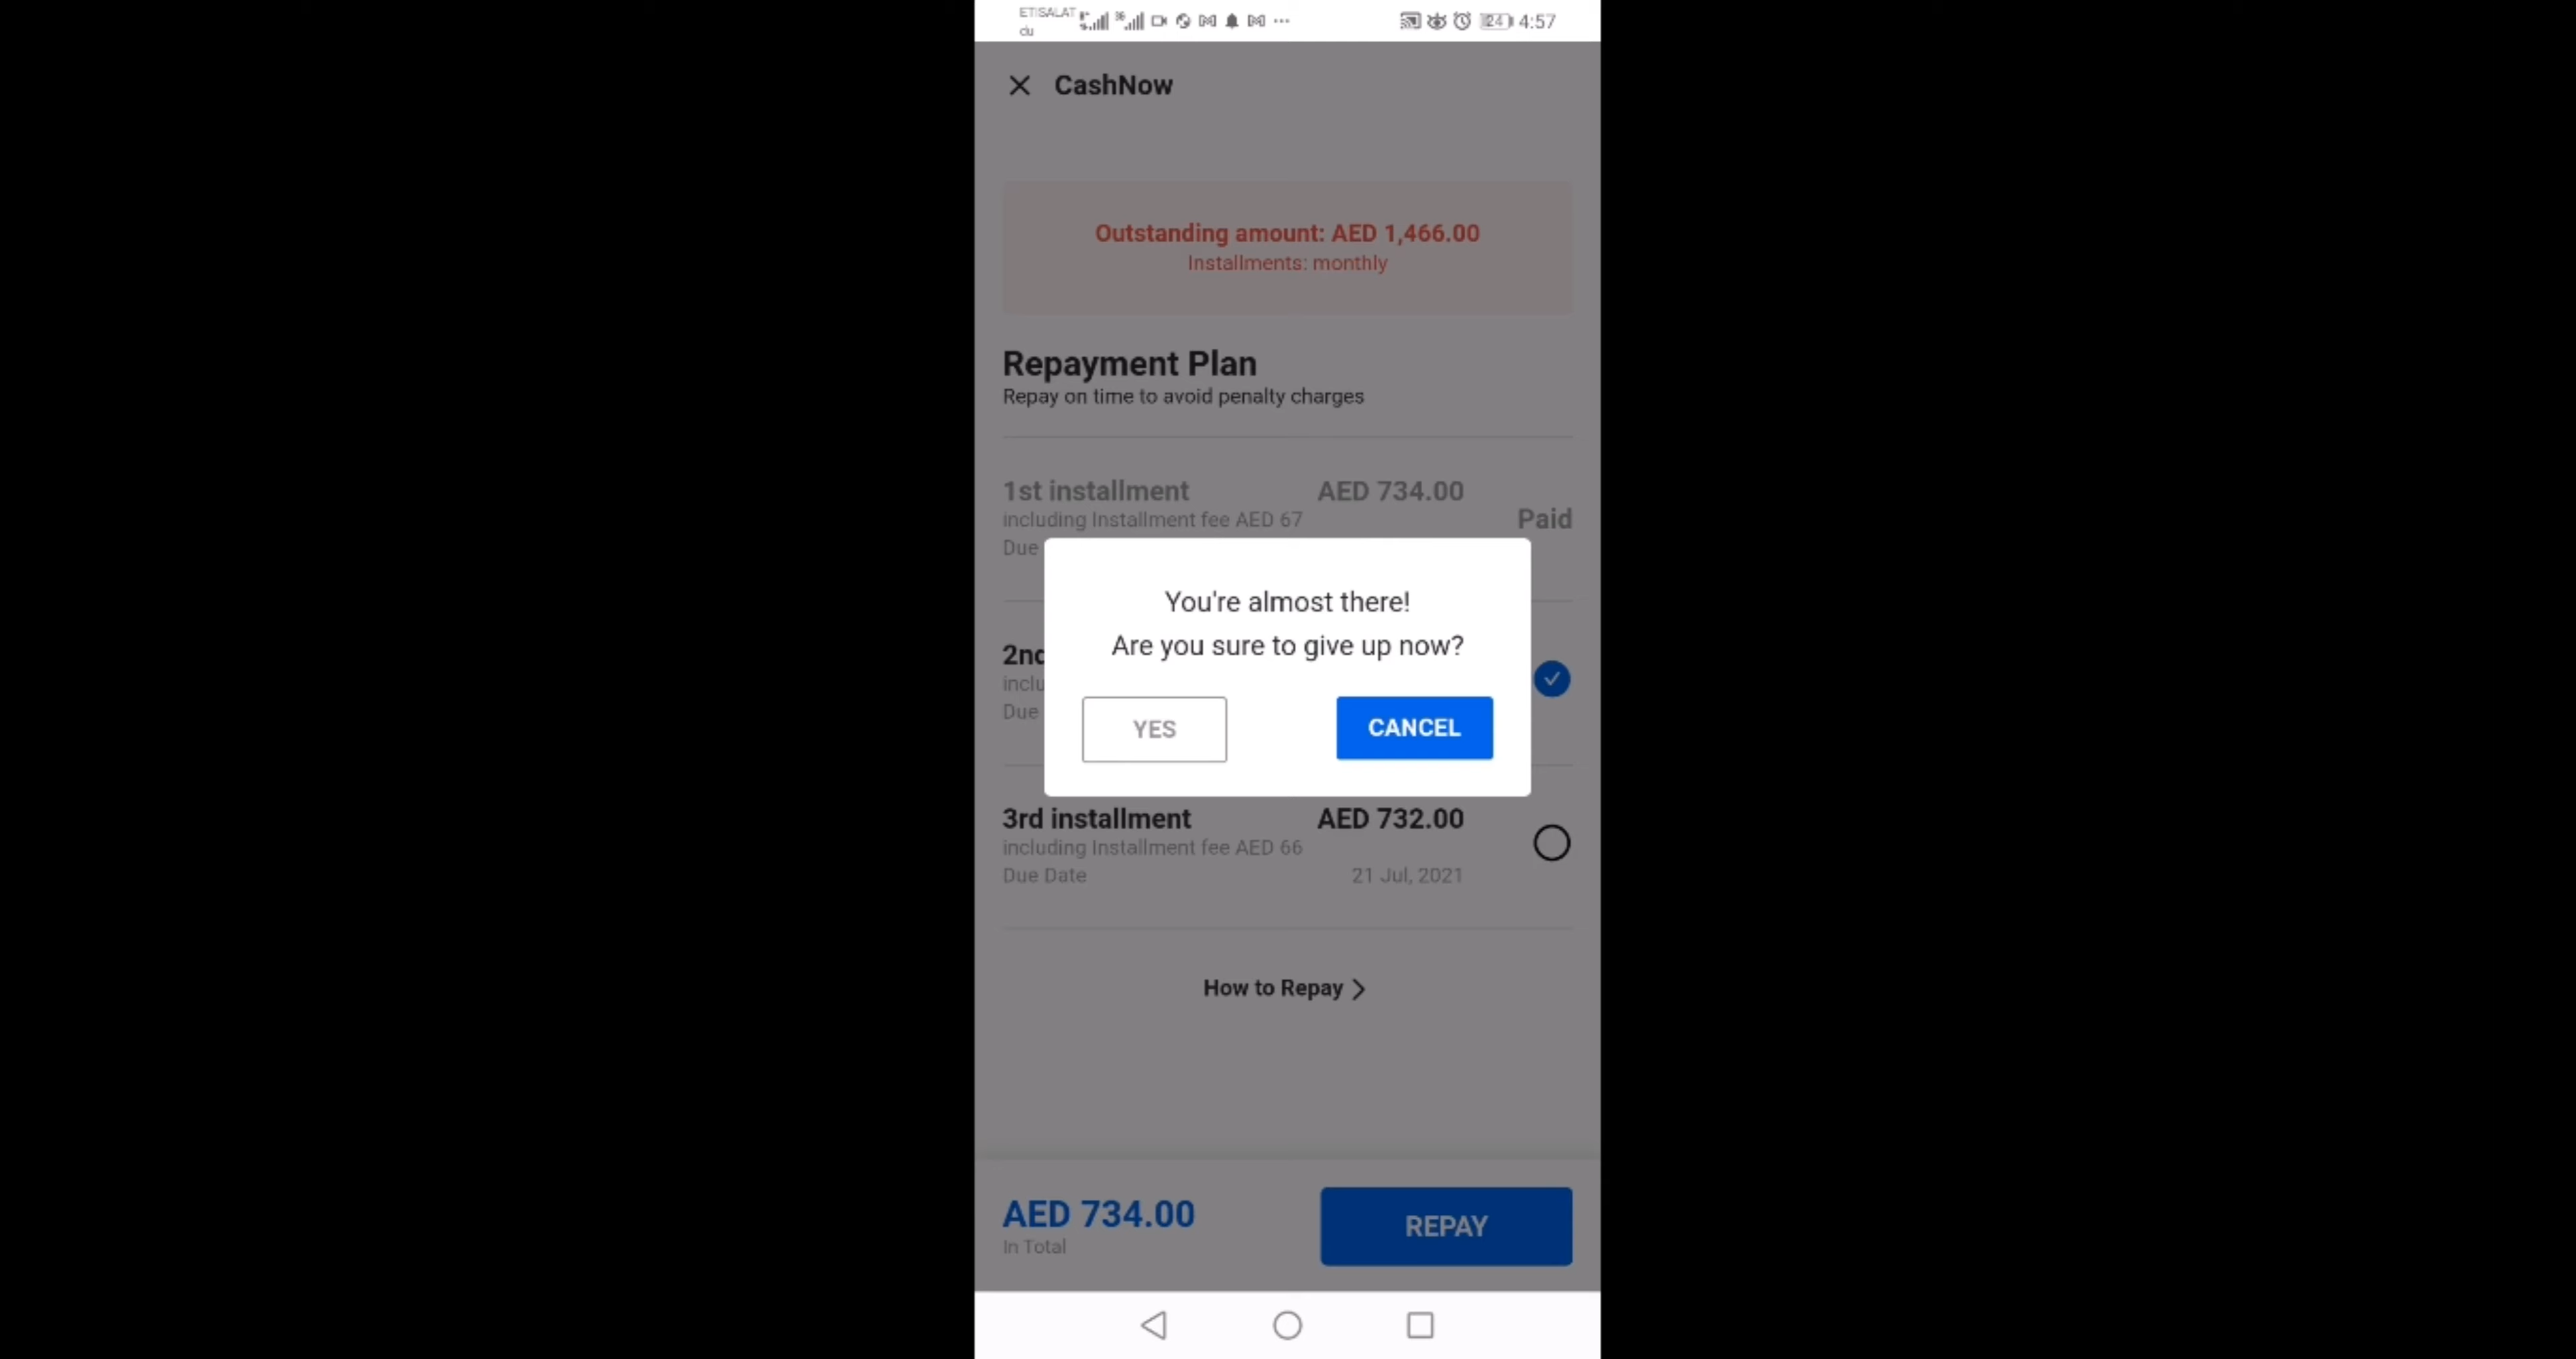 ETISALAT
du
24
4:57
CashNow
Outstanding amount: AED 1,466.00
Installments: monthly
Repayment Plan
Repay on time to avoid penalty charges
1st installment AED 734.00
including Installment fee AED 67
Paid
Due
You're almost there!
Are you sure to give up now?
YES CANCEL
2nd
inclu
Due
3rd installment AED 732.00
including Installment fee AED 66
Due Date 21 Jul, 2021
How to Repay
AED 734.00
In Total
REPAY